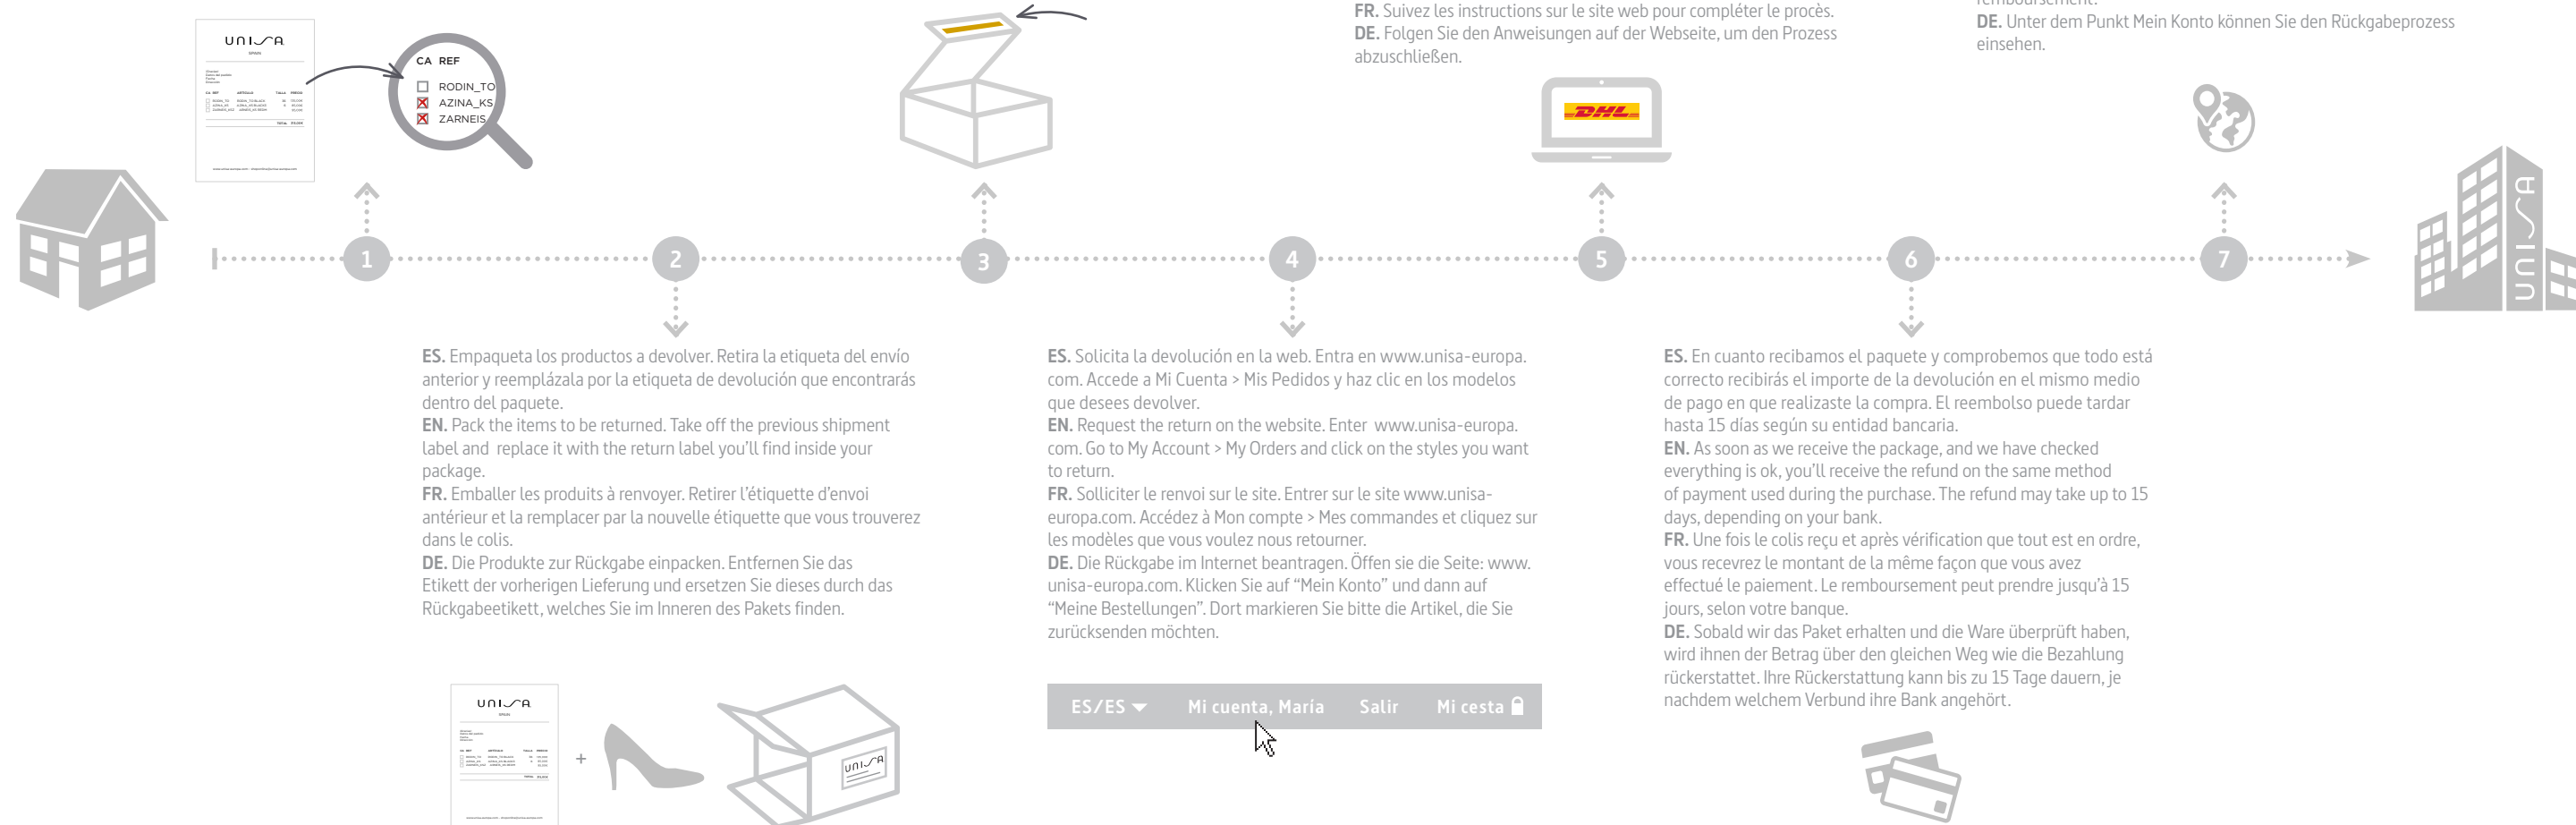 FR. Suivez les instructions sur le site web pour compléter le procès.
DE. Folgen Sie den Anweisungen auf der Webseite, um den Prozess
abzuschließen.
DE. Unter dem Punkt Mein Konto können Sie den Rückgabeprozess
einsehen.
UNISA
SPAIN
CA REF ARTÍCULO TALLA PRECIO
TOTAL
CA REF
RODIN_TO
AZINA_KS
ZARNEIS
DHL
1
2
3
4
5
6
7
UNISA
ES. Empaqueta los productos a devolver. Retira la etiqueta del envío
anterior y reemplázala por la etiqueta de devolución que encontrarás
dentro del paquete.
EN. Pack the items to be returned. Take off the previous shipment
label and replace it with the return label you’ll find inside your
package.
FR. Emballer les produits à renvoyer. Retirer l’étiquette d’envoi
antérieur et la remplacer par la nouvelle étiquette que vous trouverez
dans le colis.
DE. Die Produkte zur Rückgabe einpacken. Entfernen Sie das
Etikett der vorherigen Lieferung und ersetzen Sie dieses durch das
Rückgabeetikett, welches Sie im Inneren des Pakets finden.
UNISA
SPAIN
CA REF ARTÍCULO TALLA PRECIO
TOTAL
+
UNISA
ES. Solicita la devolución en la web. Entra en www.unisa-europa.
com. Accede a Mi Cuenta > Mis Pedidos y haz clic en los modelos
que desees devolver.
EN. Request the return on the website. Enter www.unisa-europa.
com. Go to My Account > My Orders and click on the styles you want
to return.
FR. Solliciter le renvoi sur le site. Entrer sur le site www.unisa-
europa.com. Accédez à Mon compte > Mes commandes et cliquez sur
les modèles que vous voulez nous retourner.
DE. Die Rückgabe im Internet beantragen. Öffen sie die Seite: www.
unisa-europa.com. Klicken Sie auf “Mein Konto” und dann auf
“Meine Bestellungen”. Dort markieren Sie bitte die Artikel, die Sie
zurücksenden möchten.
ES/ES Mi cuenta, María Salir Mi cesta
ES. En cuanto recibamos el paquete y comprobemos que todo está
correcto recibirás el importe de la devolución en el mismo medio
de pago en que realizaste la compra. El reembolso puede tardar
hasta 15 días según su entidad bancaria.
EN. As soon as we receive the package, and we have checked
everything is ok, you’ll receive the refund on the same method
of payment used during the purchase. The refund may take up to 15
days, depending on your bank.
FR. Une fois le colis reçu et après vérification que tout est en ordre,
vous recevrez le montant de la même façon que vous avez
effectué le paiement. Le remboursement peut prendre jusqu’à 15
jours, selon votre banque.
DE. Sobald wir das Paket erhalten und die Ware überprüft haben,
wird ihnen der Betrag über den gleichen Weg wie die Bezahlung
rückerstattet. Ihre Rückerstattung kann bis zu 15 Tage dauern, je
nachdem welchem Verbund ihre Bank angehört.